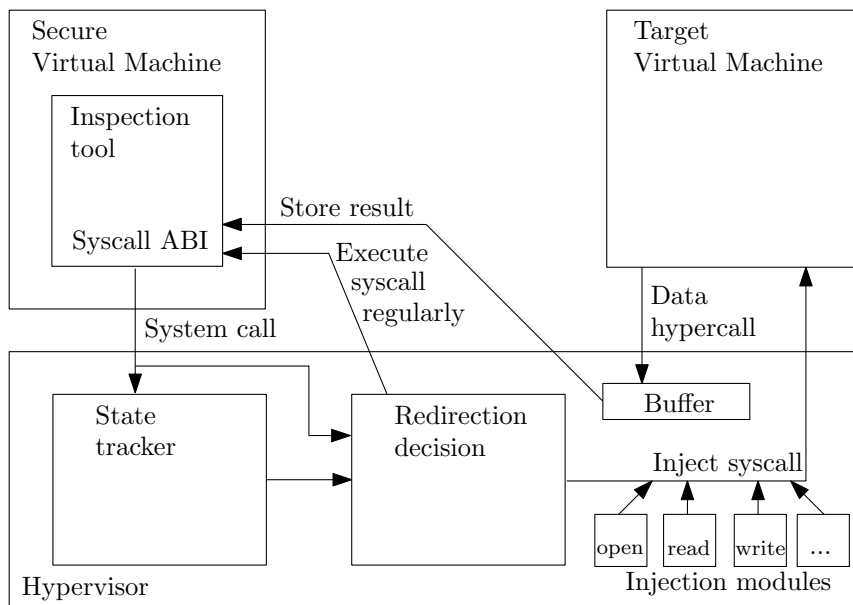 Secure
Virtual Machine
Target
Virtual Machine
Inspection
tool
Syscall ABI
Store result
Execute
syscall
regularly
Data
hypercall
System call
State
tracker
Redirection
decision
Buffer
Inject syscall
open
read
write
...
Injection modules
Hypervisor